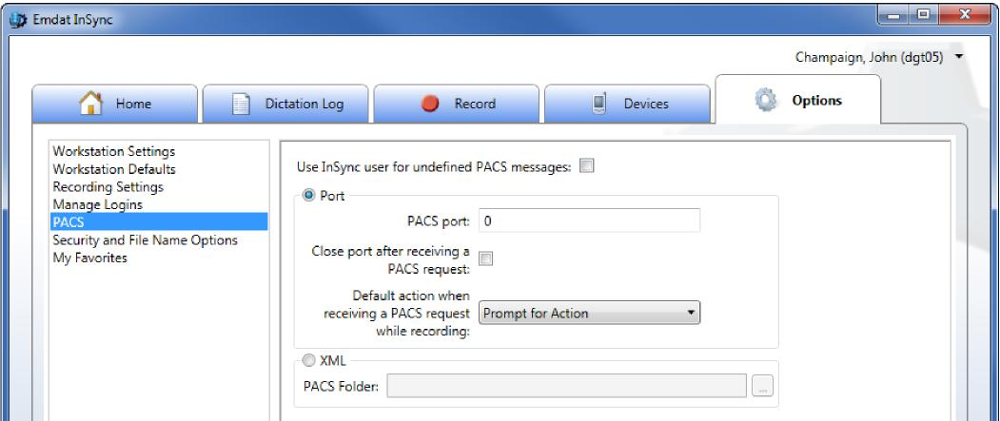 Emdat InSync
Champaign, John (dgt05)
Home
Dictation Log
Record
Devices
Options
Workstation Settings
Workstation Defaults
Recording Settings
Manage Logins
PACS
Security and File Name Options
My Favorites
Use InSync user for undefined PACS messages:
Port
PACS port: 0
Close port after receiving a
PACS request:
Default action when
receiving a PACS request
while recording:
Prompt for Action
XML
PACS Folder:
...